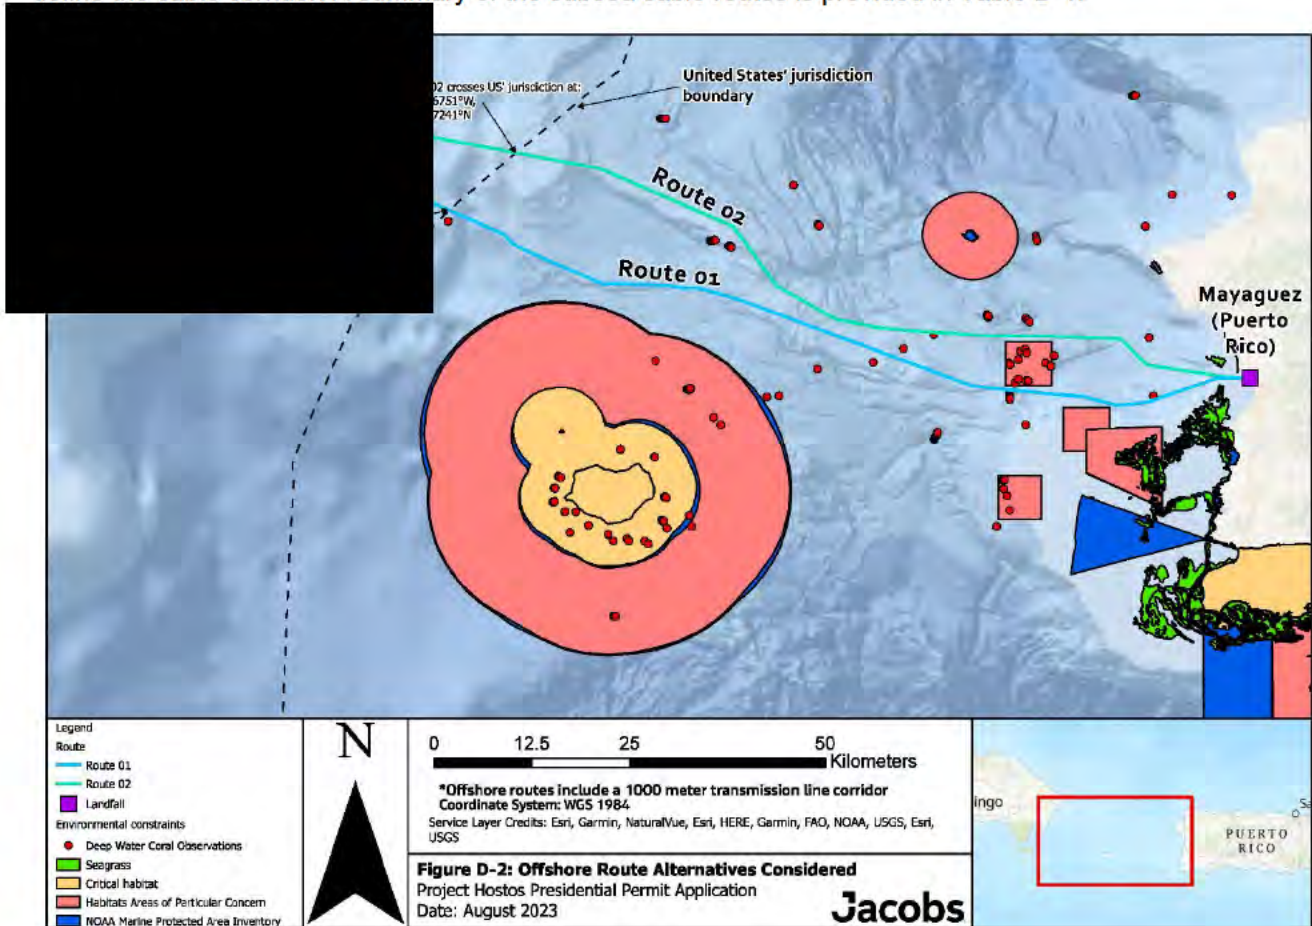 02 crosses US' jurisdiction at:
6751°W,
7241°N
United States' jurisdiction
boundary
Route 02
Route 01
Mayaguez
(Puerto
Rico)
Legend
Route
Route 01
Route 02
Landfall
Environmental constraints
Deep Water Coral Observations
Seagrass
Critical habitat
Habitats Areas of Particular Concern
NOAA Marine Protected Area Inventory
N
0 12.5 25 50
Kilometers
*Offshore routes include a 1000 meter transmission line corridor
Coordinate System: WGS 1984
Service Layer Credits: Esri, Garmin, NaturalVue, Esri, HERE, Garmin, FAO, NOAA, USGS, Esri,
USGS
Figure D-2: Offshore Route Alternatives Considered
Project Hostos Presidential Permit Application
Date: August 2023
Jacobs
ingo
PUERTO
RICO